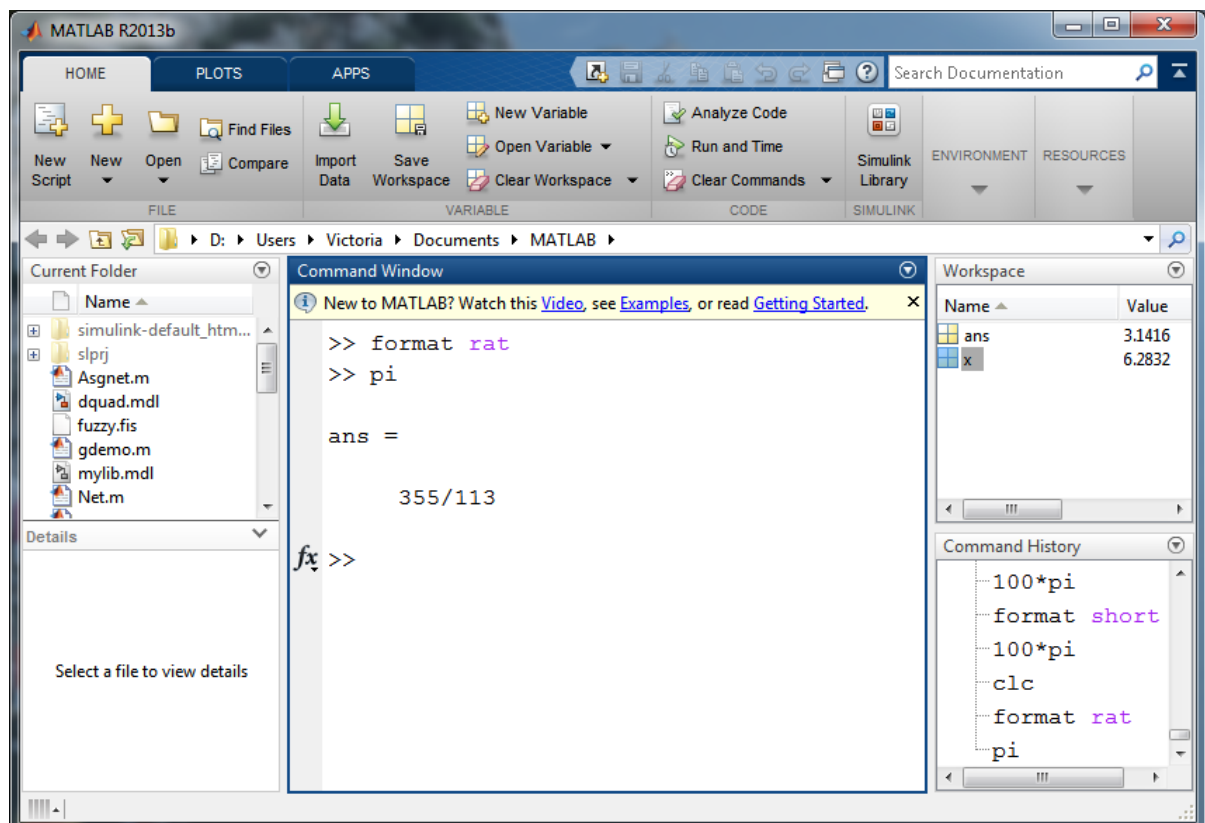 MATLAB R2013b
HOME PLOTS APPS
Search Documentation
New Script
New
Open
Find Files
Compare
FILE
Import Data
Save Workspace
New Variable
Open Variable
Clear Workspace
VARIABLE
Analyze Code
Run and Time
Clear Commands
CODE
Simulink Library
SIMULINK
ENVIRONMENT
RESOURCES
D: Users Victoria Documents MATLAB
Current Folder
Name
simulink-default_htm...
slprj
Asgnet.m
dquad.mdl
fuzzy.fis
gdemo.m
mylib.mdl
Net.m
Details
Select a file to view details
Command Window
New to MATLAB? Watch this Video, see Examples, or read Getting Started.
>> format rat
>> pi
ans =
355/113
fx >>
Workspace
Name Value
ans 3.1416
x 6.2832
Command History
100*pi
format short
100*pi
clc
format rat
pi